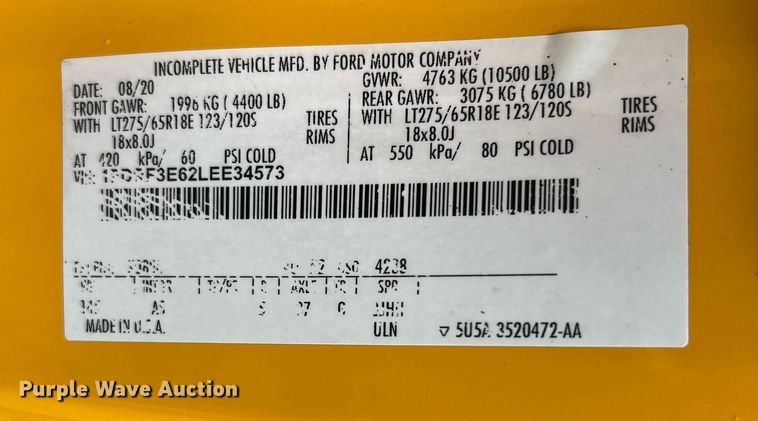 INCOMPLETE VEHICLE MFD. BY FORD MOTOR COMPANY
DATE: 08/20 GVWR: 4763 KG (10500 LB)
FRONT GAWR: 1996 KG ( 4400 LB) REAR GAWR: 3075 KG ( 6780 LB)
WITH LT275/65R18E 123/120S TIRES WITH LT275/65R18E 123/120S TIRES
18x8.0J RIMS 18x8.0J RIMS
AT 420 kPa/ 60 PSI COLD AT 550 kPa/ 80 PSI COLD
F3E62LEE34573
4238
AXLE SPR
MADE IN U.S.A. ULN ▽ 5U5A 3520472-AA
Purple Wave Auction